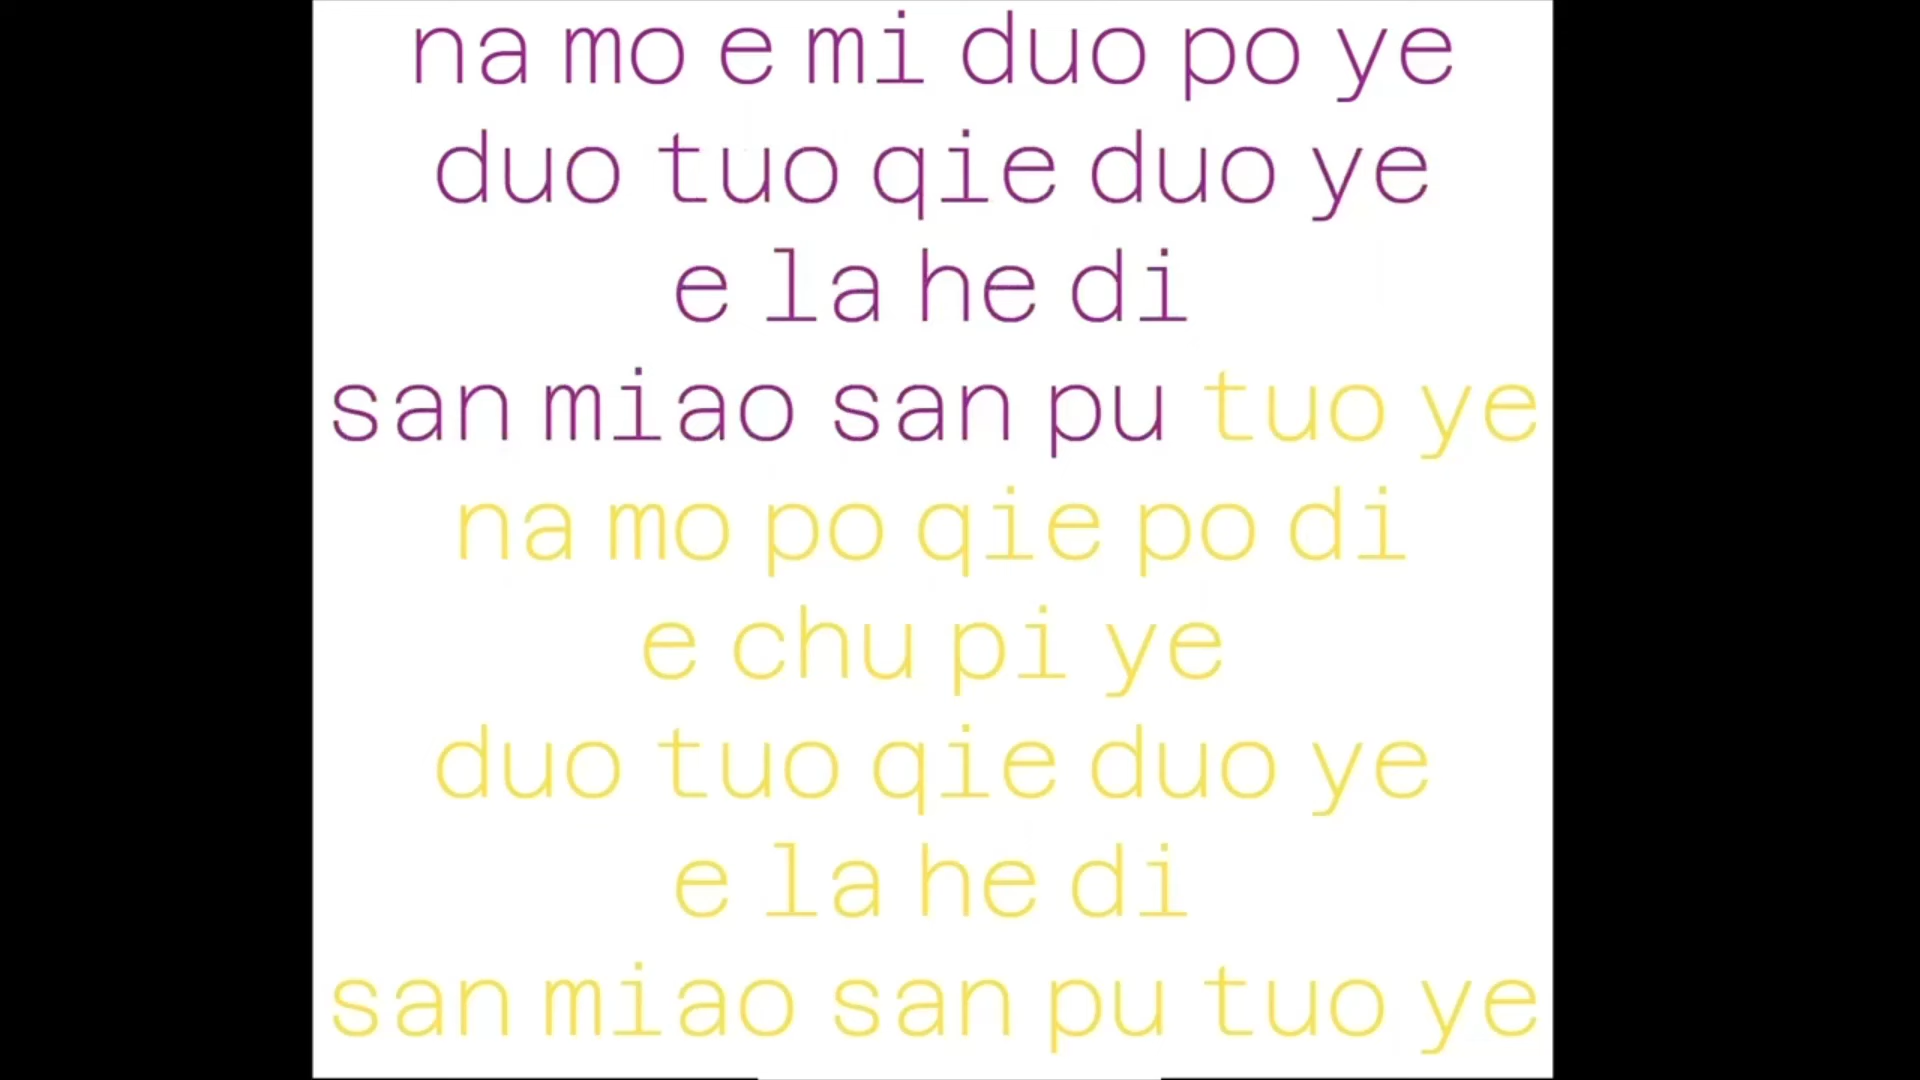 na mo e mi duo po ye
duo tuo qie duo ye
e la he di
san miao san pu tuo ye
na mo po qie po di
e chu pi ye
duo tuo qie duo ye
e la he di
san miao san pu tuo ye